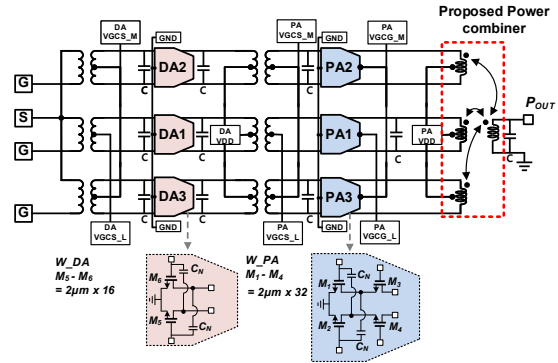 Proposed Power
combiner
DA
VGCS_M
PA
VGCS_M
PA
VGCG_M
GND
GND
DA2
PA2
C
C
C
C
G
S
G
G
DA1
DA
VDD
PA1
PA
VDD
C
P_OUT
C
DA3
PA3
C
C
C
C
GND
GND
DA
VGCS_L
PA
VGCS_L
PA
VGCG_L
W_DA
M5 - M6
= 2µm x 16
M6
CN
M5
CN
W_PA
M1- M4
= 2µm x 32
M1
CN
M3
M2
M4
CN